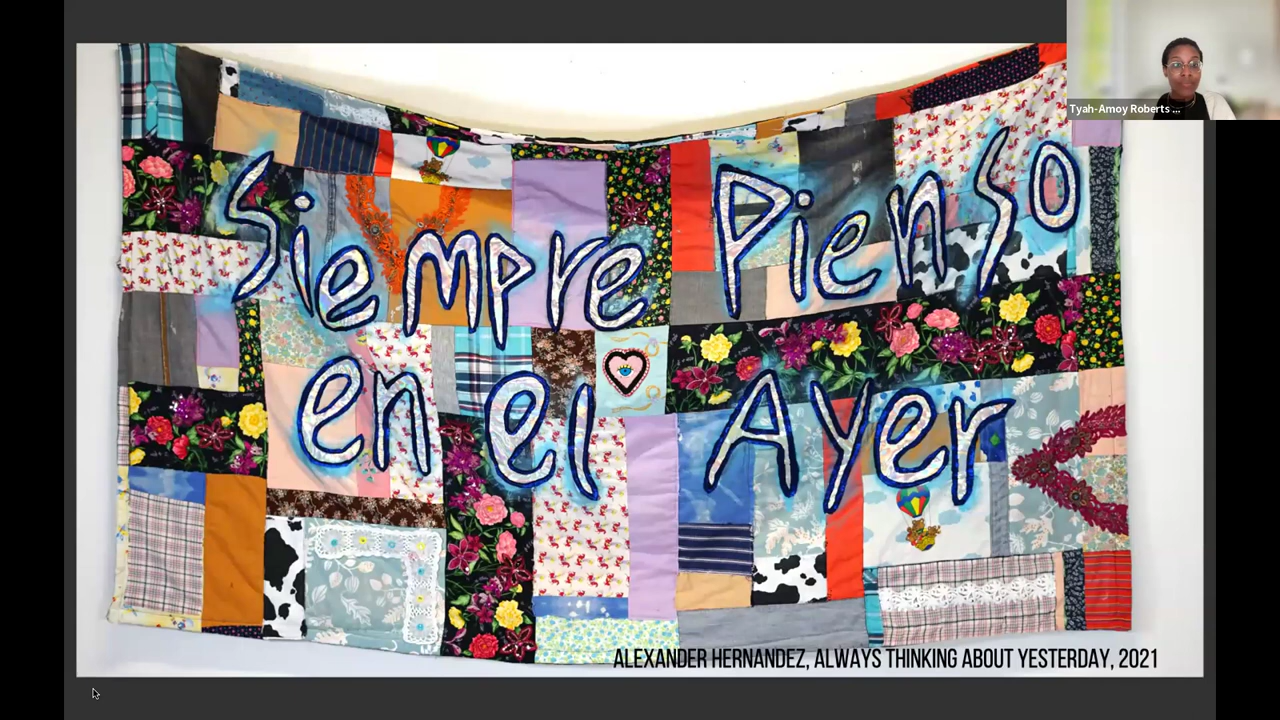 Tyah-Amoy Roberts ...
Siempre Pienso
en el Ayer
ALEXANDER HERNANDEZ, ALWAYS THINKING ABOUT YESTERDAY, 2021